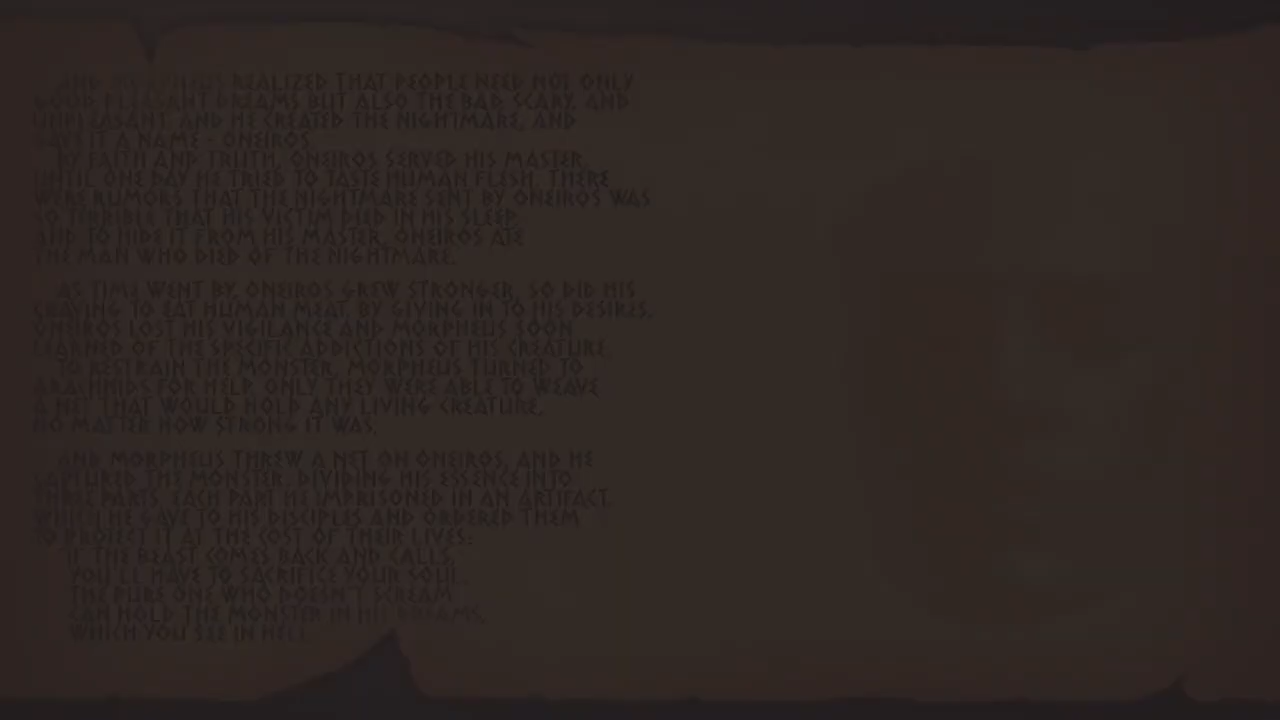 AND MORPHEUS REALIZED THAT PEOPLE NEED NOT ONLY
GOOD PLEASANT DREAMS BUT ALSO THE BAD, SCARY, AND
UNPLEASANT. AND HE CREATED THE NIGHTMARE, AND
GAVE IT A NAME - ONEIROS.
BY FAITH AND TRUTH, ONEIROS SERVED HIS MASTER,
UNTIL ONE DAY HE TRIED TO TASTE HUMAN FLESH. THERE
WERE RUMORS THAT THE NIGHTMARE SENT BY ONEIROS WAS
SO TERRIBLE THAT HIS VICTIM DIED IN HIS SLEEP.
AND TO HIDE IT FROM HIS MASTER, ONEIROS ATE
THE MAN WHO DIED OF THE NIGHTMARE.
AS TIME WENT BY, ONEIROS GREW STRONGER, SO DID HIS
CRAVING TO EAT HUMAN MEAT. BY GIVING IN TO HIS DESIRES,
ONEIROS LOST HIS VIGILANCE AND MORPHEUS SOON
LEARNED OF THE SPECIFIC ADDICTIONS OF HIS CREATURE.
TO RESTRAIN THE MONSTER, MORPHEUS TURNED TO
ARACHNIDS FOR HELP. ONLY THEY WERE ABLE TO WEAVE
A NET THAT WOULD HOLD ANY LIVING CREATURE,
NO MATTER HOW STRONG IT WAS.
AND MORPHEUS THREW A NET ON ONEIROS, AND HE
CAPTURED THE MONSTER. DIVIDING HIS ESSENCE INTO
THREE PARTS, EACH PART HE IMPRISONED IN AN ARTIFACT,
WHICH HE GAVE TO HIS DISCIPLES AND ORDERED THEM
TO PROTECT IT AT THE COST OF THEIR LIVES:
IF THE BEAST COMES BACK AND CALLS,
YOU'LL HAVE TO SACRIFICE YOUR SOUL.
THE PURE ONE WHO DOESN'T SCREAM
CAN HOLD THE MONSTER IN HIS DREAMS,
WHICH YOU SEE IN HELL